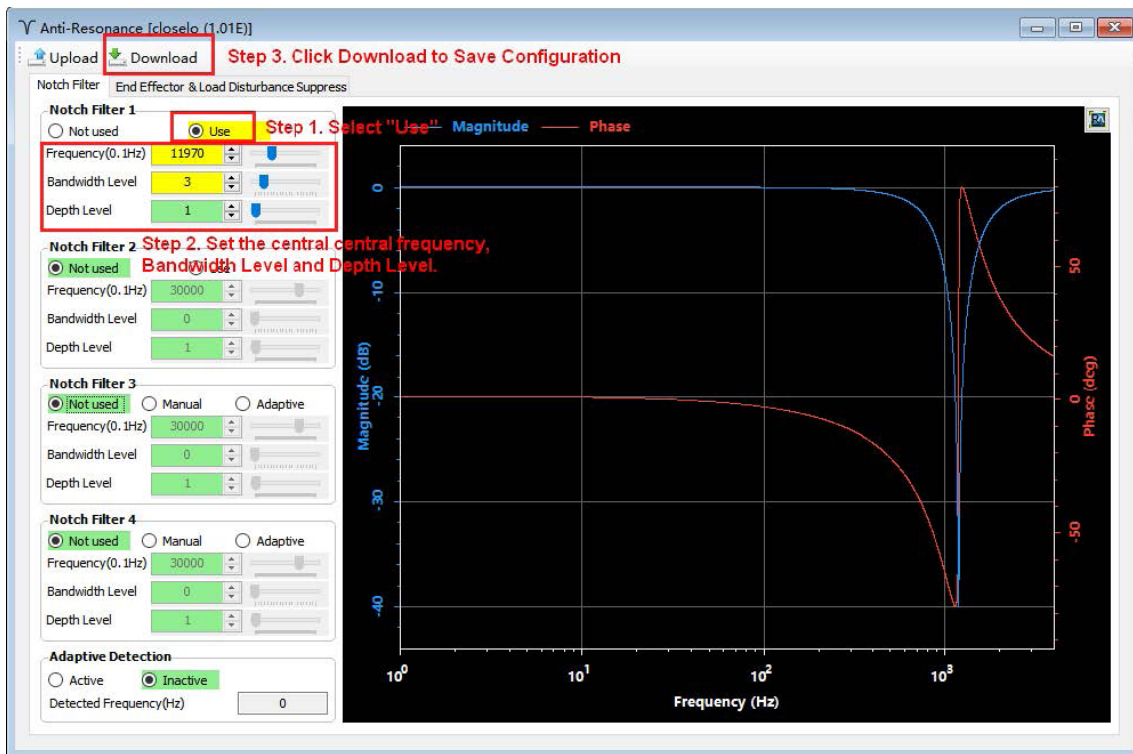 Anti-Resonance [closelo (1.01E)]
Upload Download Step 3. Click Download to Save Configuration
Notch Filter End Effector & Load Disturbance Suppress
Notch Filter 1
Not used Use Step 1. Select "Use" Magnitude Phase
Frequency(0.1Hz) 11970
Bandwidth Level 3
Depth Level 1
Step 2. Set the central central frequency,
Bandwidth Level and Depth Level.
Notch Filter 2
Not used Use
Frequency(0.1Hz) 30000
Bandwidth Level 0
Depth Level 1
Notch Filter 3
Not used Manual Adaptive
Frequency(0.1Hz) 30000
Bandwidth Level 0
Depth Level 1
Notch Filter 4
Not used Manual Adaptive
Frequency(0.1Hz) 30000
Bandwidth Level 0
Depth Level 1
Adaptive Detection
Active Inactive
Detected Frequency(Hz) 0
Magnitude (dB)
0
-10
-20
-30
-40
Phase (deg)
50
0
-50
10⁰ 10¹ 10² 10³
Frequency (Hz)